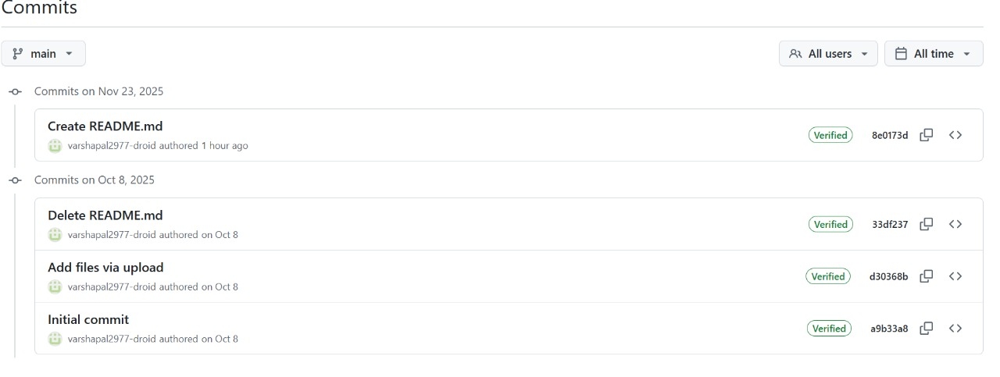 Commits
main
All users
All time
Commits on Nov 23, 2025
Create README.md
varshapal2977-droid authored 1 hour ago
Verified
8e0173d
Commits on Oct 8, 2025
Delete README.md
varshapal2977-droid authored on Oct 8
Verified
33df237
Add files via upload
varshapal2977-droid authored on Oct 8
Verified
d30368b
Initial commit
varshapal2977-droid authored on Oct 8
Verified
a9b33a8